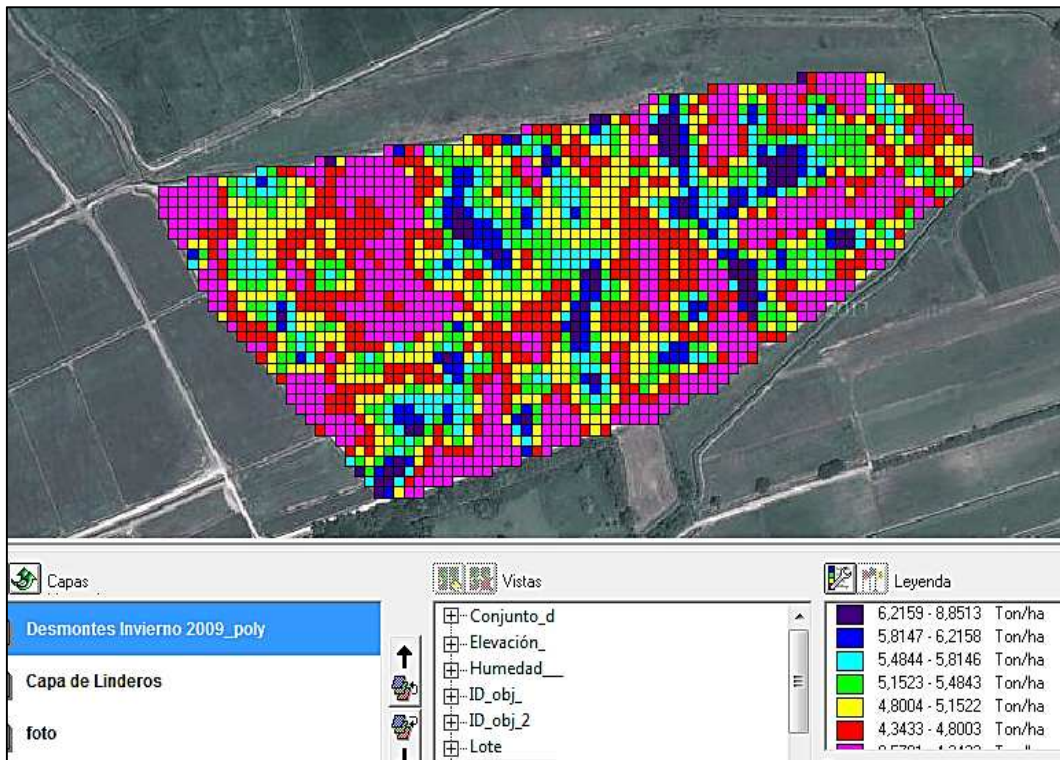 Capas
Desmontes Invierno 2009_poly
Capa de Linderos
foto
Vistas
Conjunto_d
Elevación_
Humedad__
ID_obj_
ID_obj_2
Lote
Leyenda
6,2159 - 8,8513 Ton/ha
5,8147 - 6,2158 Ton/ha
5,4844 - 5,8146 Ton/ha
5,1523 - 5,4843 Ton/ha
4,8004 - 5,1522 Ton/ha
4,3433 - 4,8003 Ton/ha